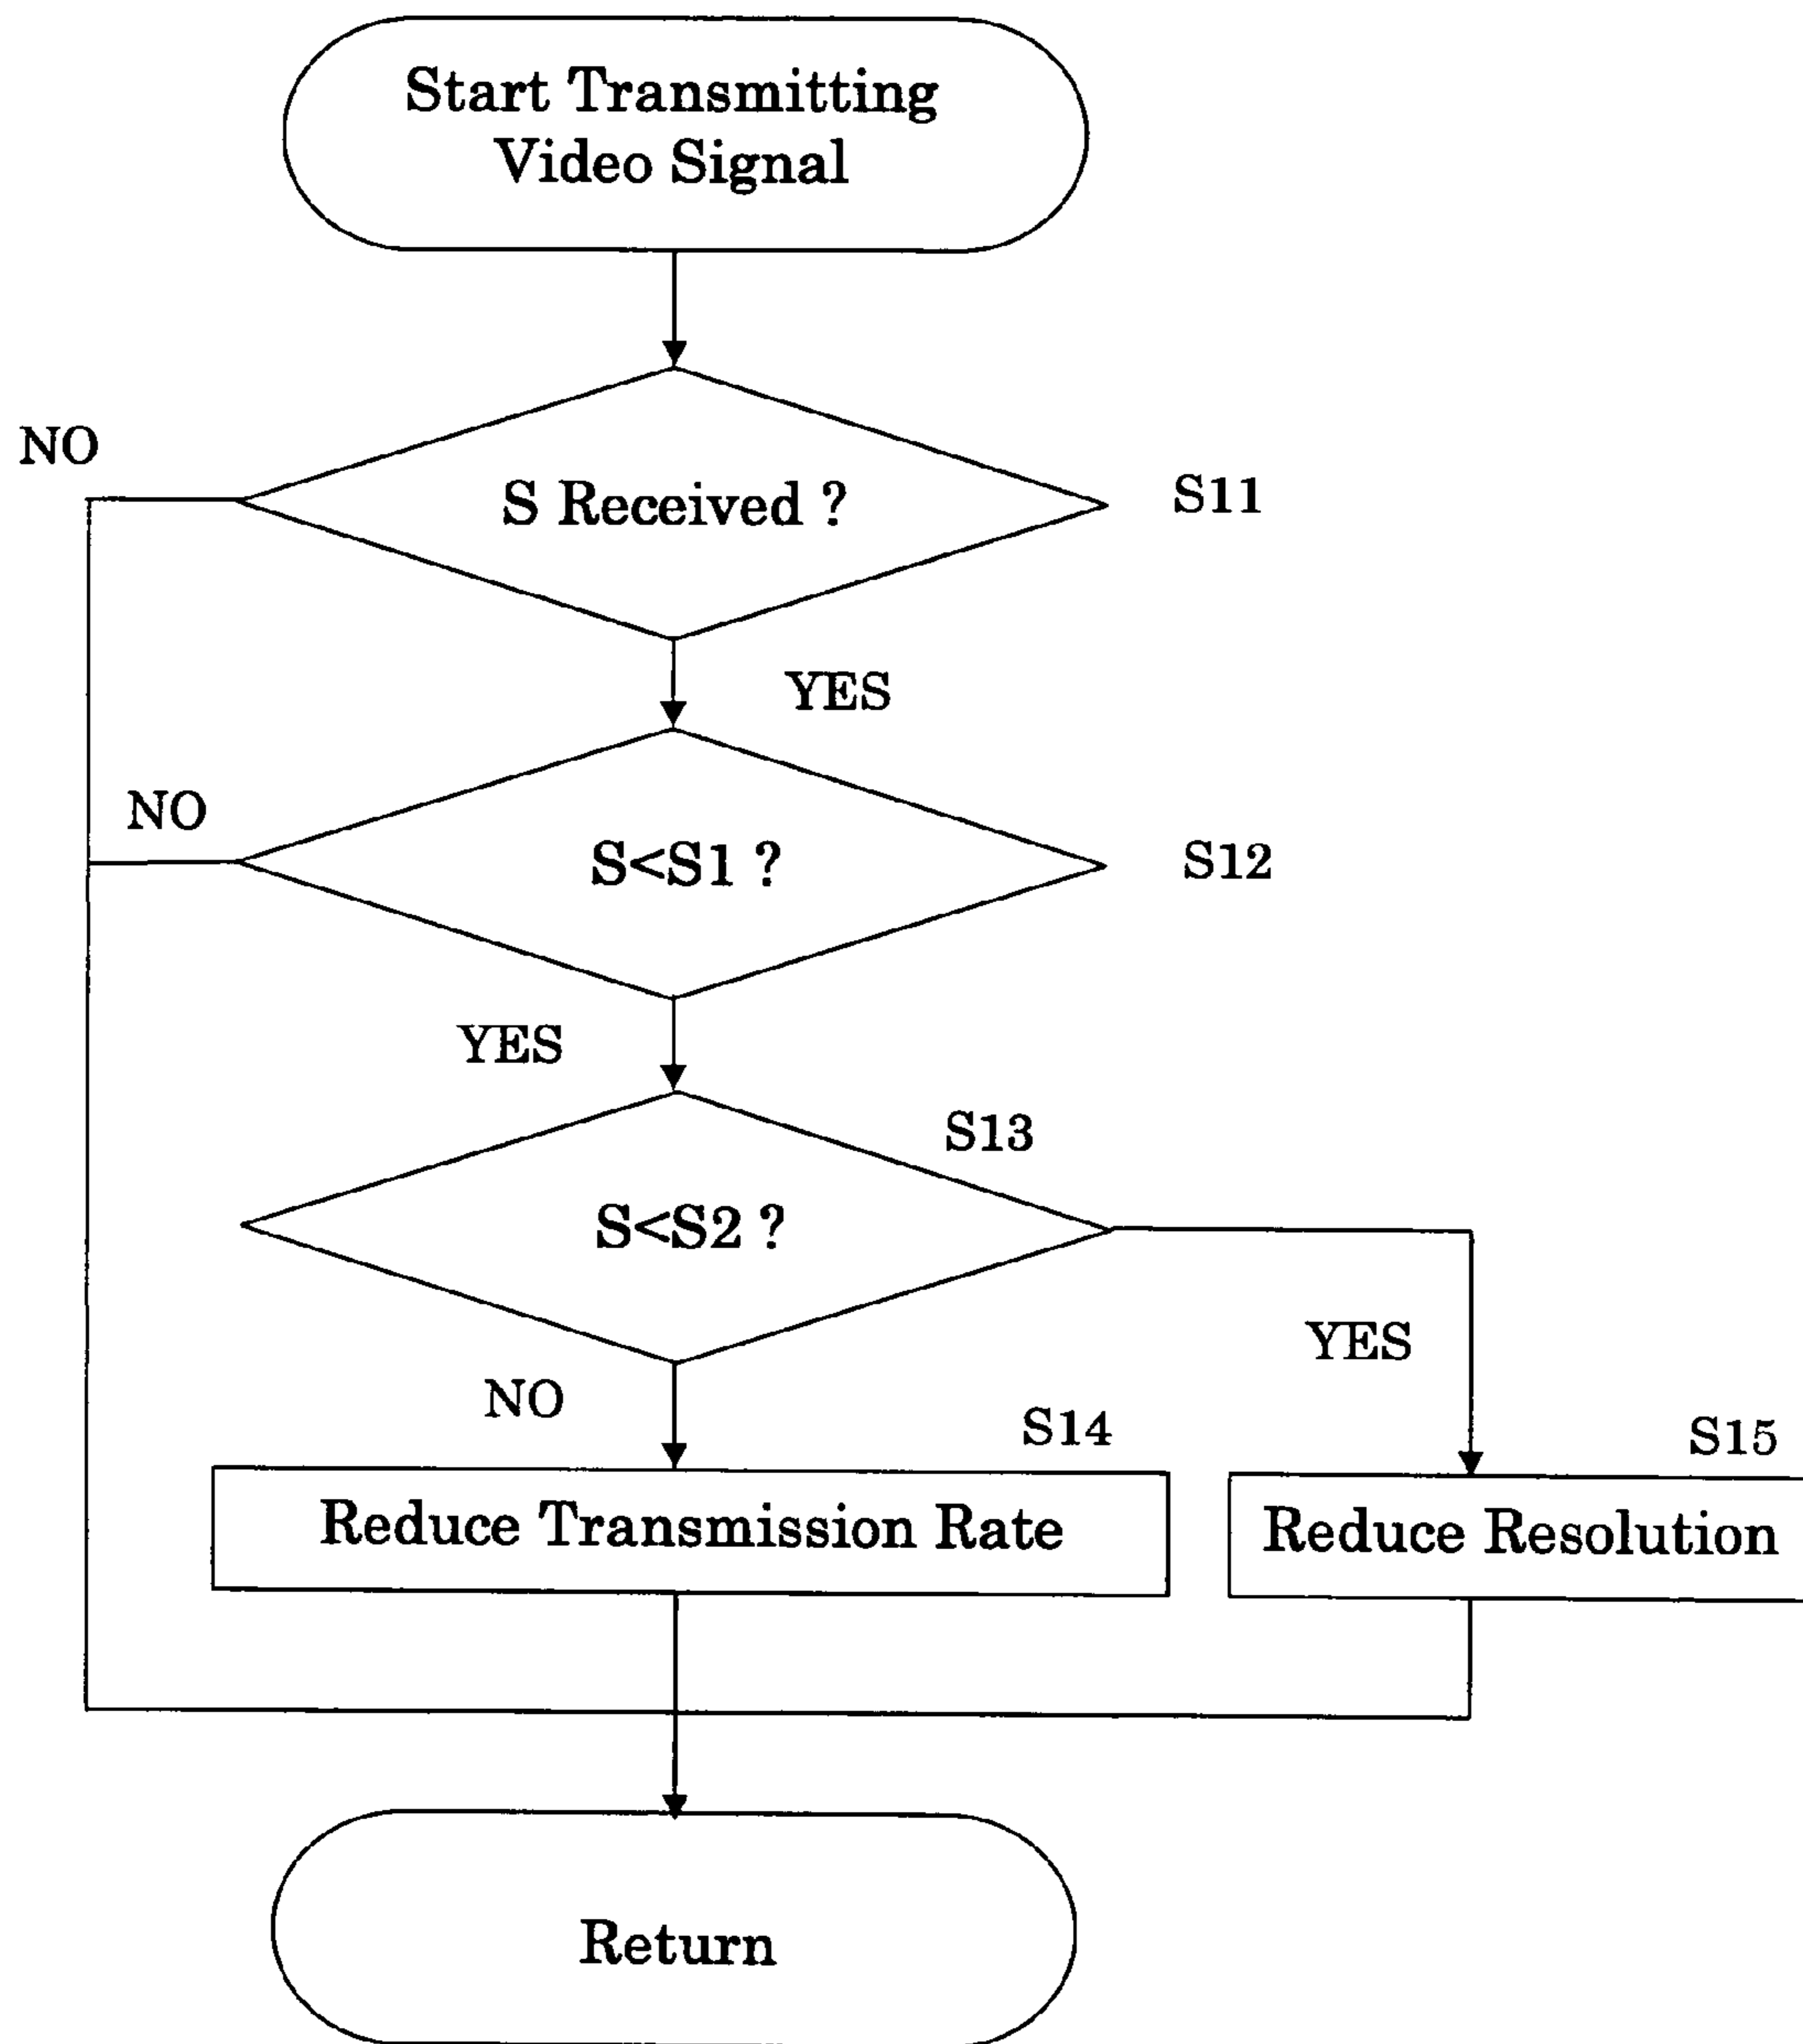 Start Transmitting
Video Signal
NO
S Received ?
S11
YES
NO
S<S1 ?
S12
YES
S13
S<S2 ?
YES
NO
S14
S15
Reduce Transmission Rate
Reduce Resolution
Return